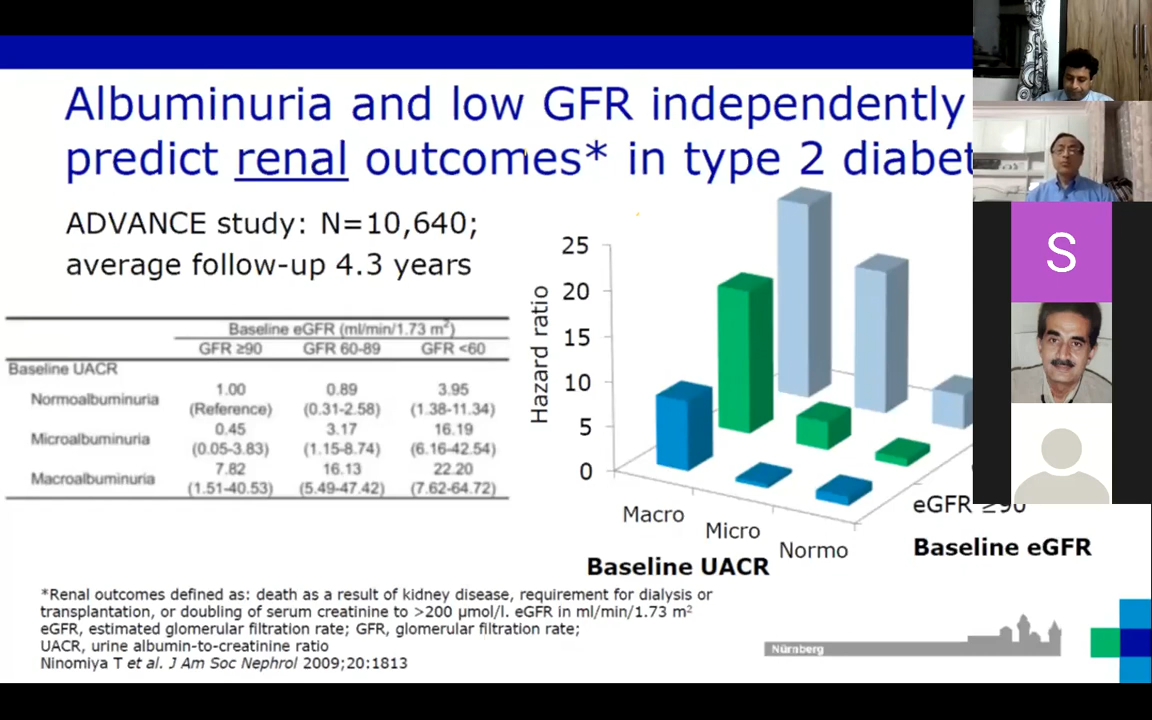 Albuminuria and low GFR independently
predict renal outcomes* in type 2 diabet
ADVANCE study: N=10,640;
average follow-up 4.3 years
Baseline eGFR (ml/min/1.73 m²)
GFR ≥90 GFR 60-89 GFR <60
Baseline UACR
Normoalbuminuria 1.00 0.89 3.95
(Reference) (0.31-2.58) (1.38-11.34)
Microalbuminuria 0.45 3.17 16.19
(0.05-3.83) (1.15-8.74) (6.16-42.54)
Macroalbuminuria 7.82 16.13 22.20
(1.51-40.53) (5.49-47.42) (7.62-64.72)
Hazard ratio
25
20
15
10
5
0
Macro
Micro
Normo
Baseline UACR
eGFR ≥90
Baseline eGFR
*Renal outcomes defined as: death as a result of kidney disease, requirement for dialysis or
transplantation, or doubling of serum creatinine to >200 µmol/l. eGFR in ml/min/1.73 m²
eGFR, estimated glomerular filtration rate; GFR, glomerular filtration rate;
UACR, urine albumin-to-creatinine ratio
Ninomiya T et al. J Am Soc Nephrol 2009;20:1813
Nürnberg
S